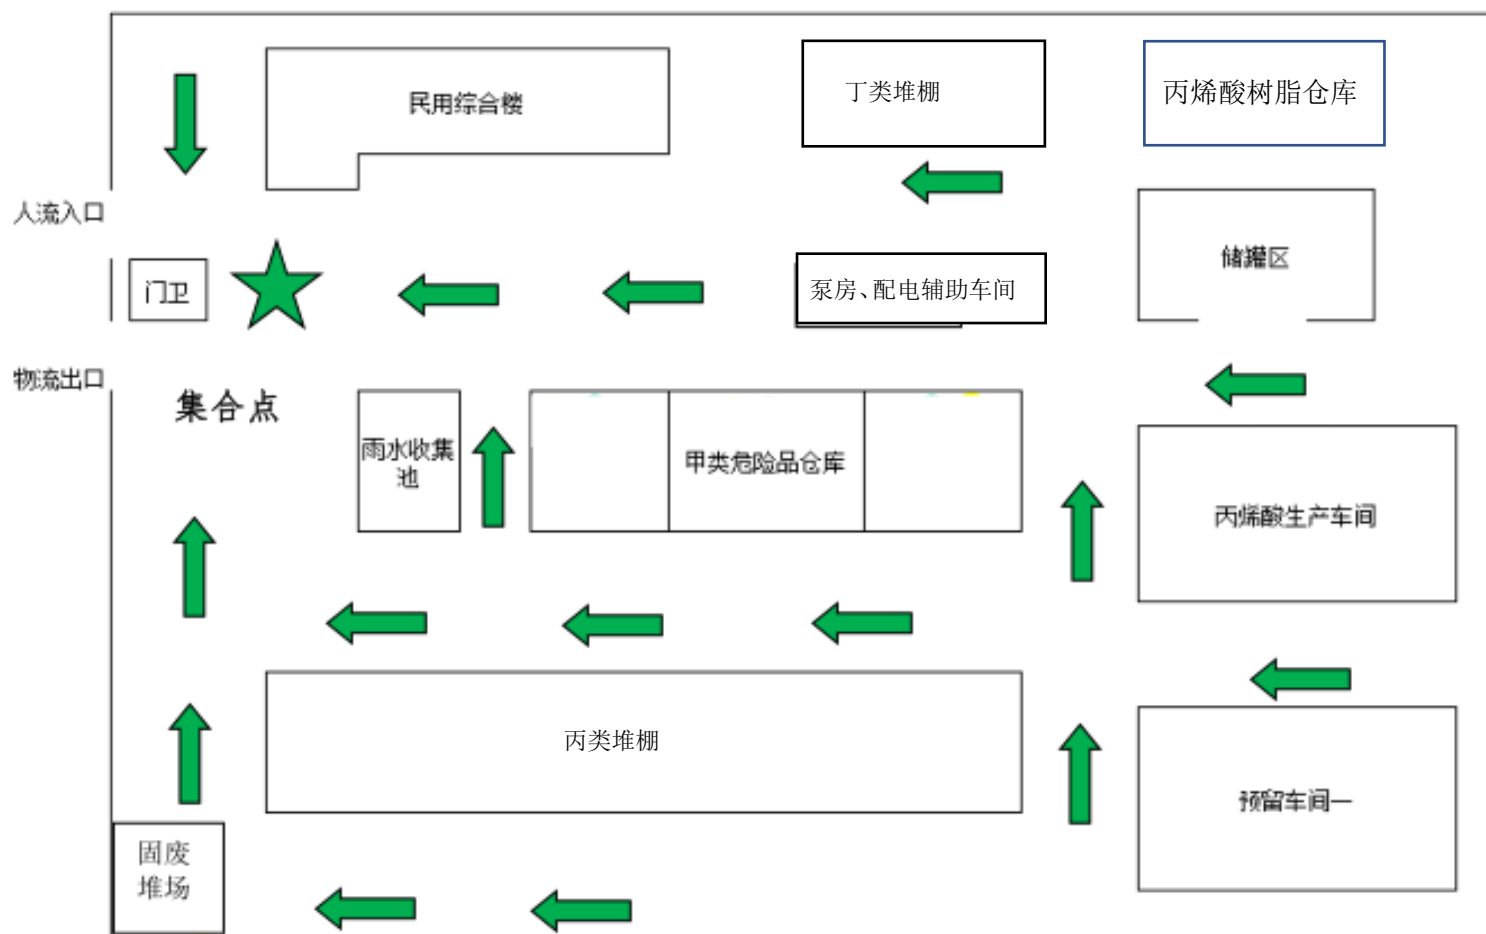 民用综合楼
丁类堆棚
丙烯酸树脂仓库
人流入口
门卫
泵房、配电辅助车间
储罐区
物流出口
集合点
雨水收集
池
甲类危险品仓库
丙烯酸生产车间
丙类堆棚
预留车间一
固废
堆场